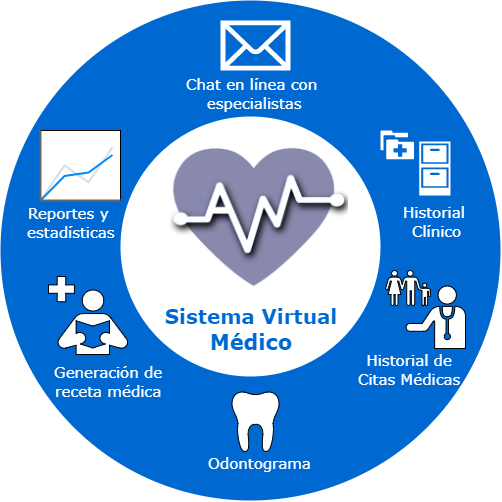 Chat en línea con
especialistas
Reportes y
estadísticas
Historial
Clínico
Sistema Virtual
Médico
Generación de
receta médica
Historial de
Citas Médicas
Odontograma